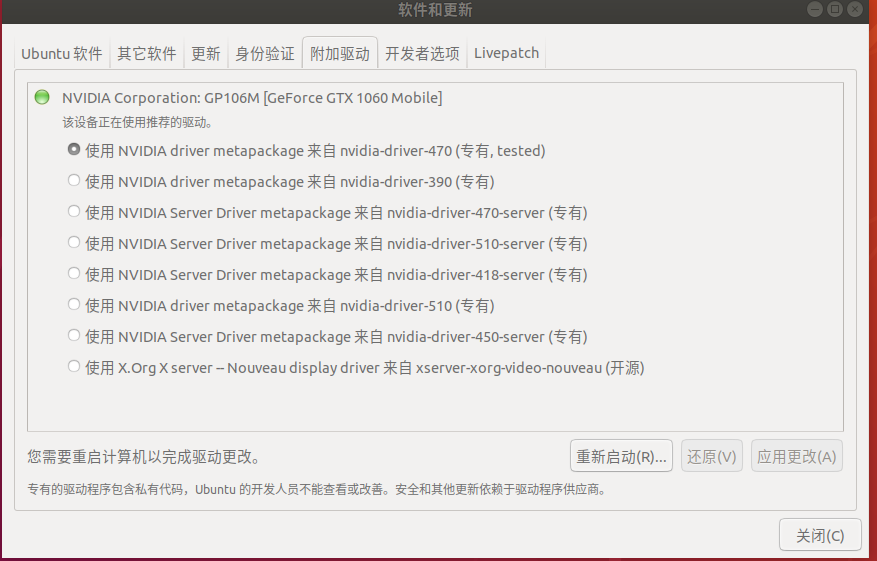 软件和更新
Ubuntu 软件 其它软件 更新 身份验证 附加驱动 开发者选项 Livepatch
NVIDIA Corporation: GP106M [GeForce GTX 1060 Mobile]
该设备正在使用推荐的驱动。
使用 NVIDIA driver metapackage 来自 nvidia-driver-470 (专有, tested)
使用 NVIDIA driver metapackage 来自 nvidia-driver-390 (专有)
使用 NVIDIA Server Driver metapackage 来自 nvidia-driver-470-server (专有)
使用 NVIDIA Server Driver metapackage 来自 nvidia-driver-510-server (专有)
使用 NVIDIA Server Driver metapackage 来自 nvidia-driver-418-server (专有)
使用 NVIDIA driver metapackage 来自 nvidia-driver-510 (专有)
使用 NVIDIA Server Driver metapackage 来自 nvidia-driver-450-server (专有)
使用 X.Org X server -- Nouveau display driver 来自 xserver-xorg-video-nouveau (开源)
您需要重启计算机以完成驱动更改。 重新启动(R)... 还原(V) 应用更改(A)
专有的驱动程序包含私有代码，Ubuntu 的开发人员不能查看或改善。安全和其他更新依赖于驱动程序供应商。
关闭(C)